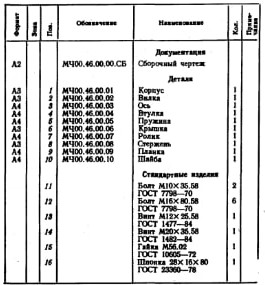 Формат Зона Поз. Обозначение Наименование Кол. Приме-чание
Документация
А2 МЧ00.46.00.00.СБ Сборочный чертеж
Детали
А3 1 МЧ00.46.00.01 Корпус 1
А3 2 МЧ00.46.00.02 Вилка 1
А4 3 МЧ00.46.00.03 Ось 1
А4 4 МЧ00.46.00.04 Втулка 1
А4 5 МЧ00.46.00.05 Пружина 1
А3 6 МЧ00.46.00.06 Крышка 1
А4 7 МЧ00.46.00.07 Ролик 1
А4 8 МЧ00.46.00.08 Стержень 1
А4 9 МЧ00.46.00.09 Планка 1
А4 10 МЧ00.46.00.10 Шайба 1
Стандартные изделия
11 Болт М10×35.58 2
ГОСТ 7798—70
12 Болт М16×80.58 6
ГОСТ 7798—70
13 Винт М12×25.58 1
ГОСТ 1477—84
14 Винт М20×35.58 1
ГОСТ 1482—84
15 Гайка М56.02 1
ГОСТ 10605—72
16 Шпонка 28×16×80 1
ГОСТ 23360—78